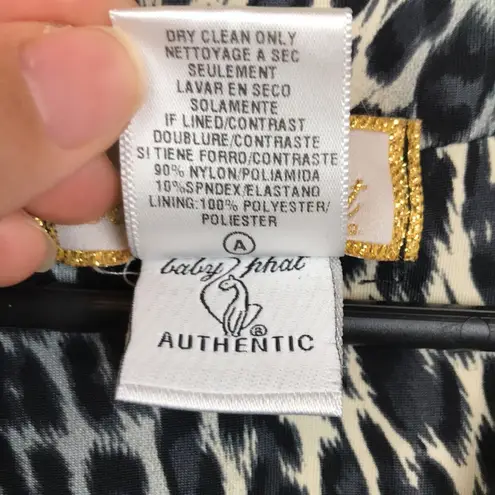 DRY CLEAN ONLY
NETTOYAGE A SEC
SEULEMENT
LAVAR EN SECO
SOLAMENTE
IF LINED/CONTRAST
DOUBLURE/CONTRASTE
SI TIENE FORRO/CONTRASTE
90% NYLON/POLIAMIDA
10%SPNDEX/ELASTANO
LINING:100% POLYESTER/
POLIESTER
A
baby phat
®
AUTHENTIC